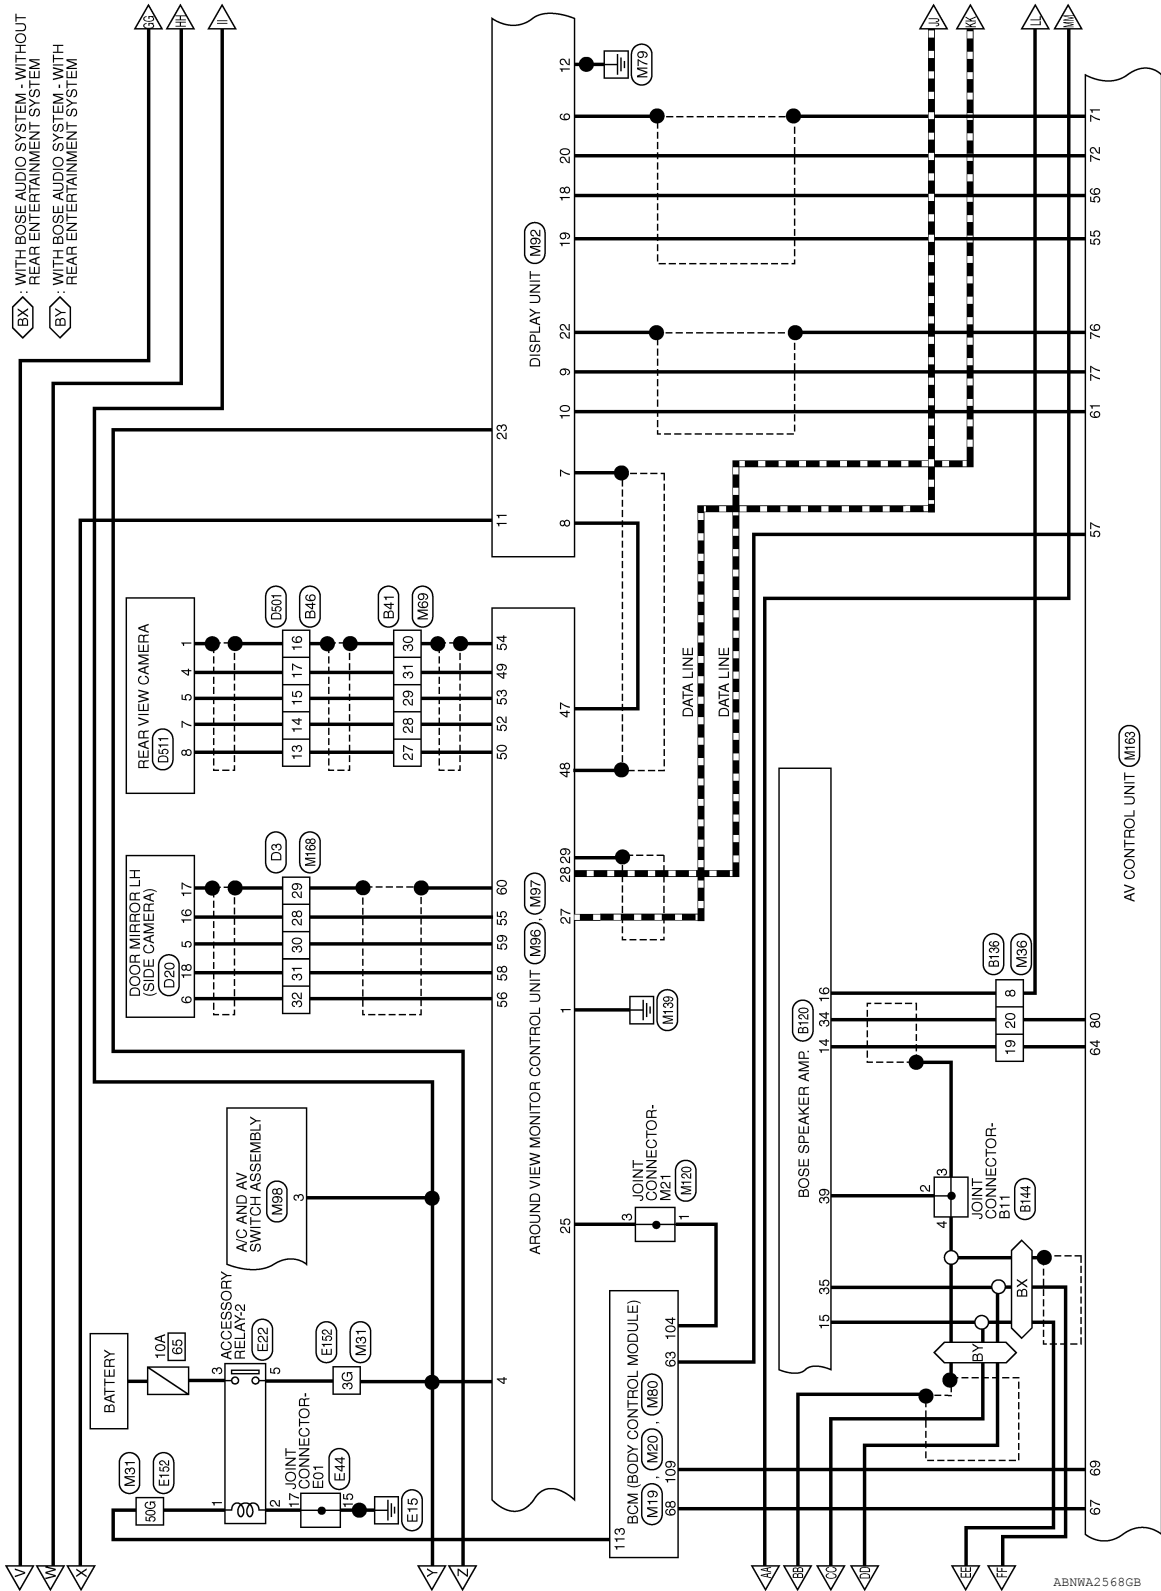 BX : WITH BOSE AUDIO SYSTEM - WITHOUT
REAR ENTERTAINMENT SYSTEM
BY : WITH BOSE AUDIO SYSTEM - WITH
REAR ENTERTAINMENT SYSTEM
V
W
X
Y
Z
GG
HH
II
BATTERY
10A
65
ACCESSORY
RELAY-2
E22
3
5
1
2
M31
E152
50G
E152
M31
3G
17
JOINT
CONNECTOR-
E01
E44
15
E15
A/C AND AV
SWITCH ASSEMBLY
M98
3
DOOR MIRROR LH
(SIDE CAMERA)
D20
6 18 5 16 17
D3
32 31 30 28 29
M168
56 58 59 55 60
REAR VIEW CAMERA
D511
8 7 5 4 1
D501
13 14 15 17 16
B46
B41
27 28 29 31 30
M69
50 52 53 49 54
11
23
4
AROUND VIEW MONITOR CONTROL UNIT M96 , M97
25
1
27
28
29
48
47
M139
DISPLAY UNIT M92
8
7
10
9
22
19
18
20
6
12
M79
DATA LINE
DATA LINE
JOINT
CONNECTOR-
M21
M120
3
1
113
BCM (BODY CONTROL MODULE)
M19 , M20 , M80
68
109
63
104
BOSE SPEAKER AMP. B120
15
35
39
14
34
16
B136
19 20 8
M36
2
3
4
JOINT
CONNECTOR-
B11
B144
BX
BY
AA
BB
CC
DD
EE
FF
JJ
KK
LL
MM
67
69
64
80
57
61
77
76
55
56
72
71
AV CONTROL UNIT M163
ABNWA2568GB